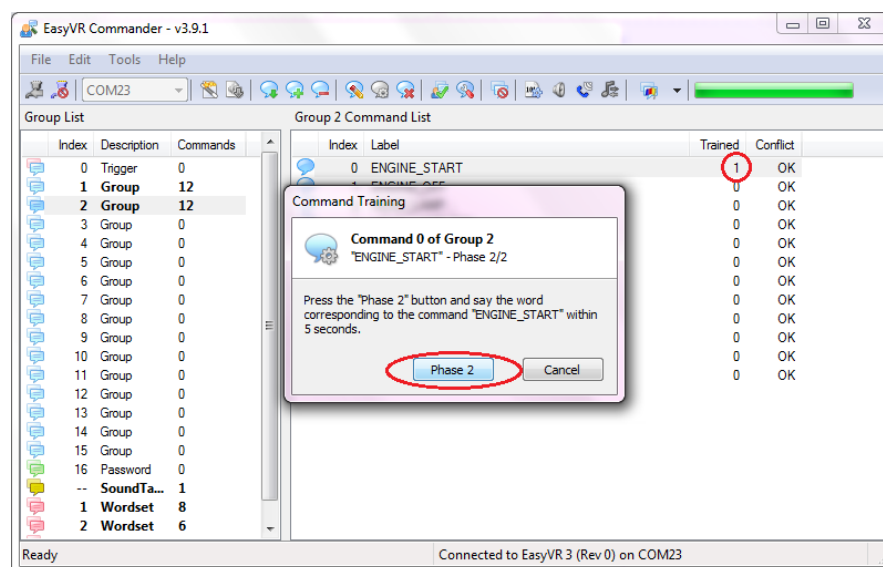 EasyVR Commander - v3.9.1
File Edit Tools Help
COM23
Group List
Group 2 Command List
Index Description Commands
Index Label Trained Conflict
0 Trigger 0
1 Group 12
2 Group 12
3 Group 0
4 Group 0
5 Group 0
6 Group 0
7 Group 0
8 Group 0
9 Group 0
10 Group 0
11 Group 0
12 Group 0
13 Group 0
14 Group 0
15 Group 0
16 Password 0
-- SoundTa... 1
1 Wordset 8
2 Wordset 6
0 ENGINE_START 1 OK
1 ENGINE_OFF 0 OK
0 OK
0 OK
0 OK
0 OK
0 OK
0 OK
0 OK
0 OK
0 OK
0 OK
Command Training
Command 0 of Group 2
"ENGINE_START" - Phase 2/2
Press the "Phase 2" button and say the word
corresponding to the command "ENGINE_START" within
5 seconds.
Phase 2 Cancel
Ready
Connected to EasyVR 3 (Rev 0) on COM23